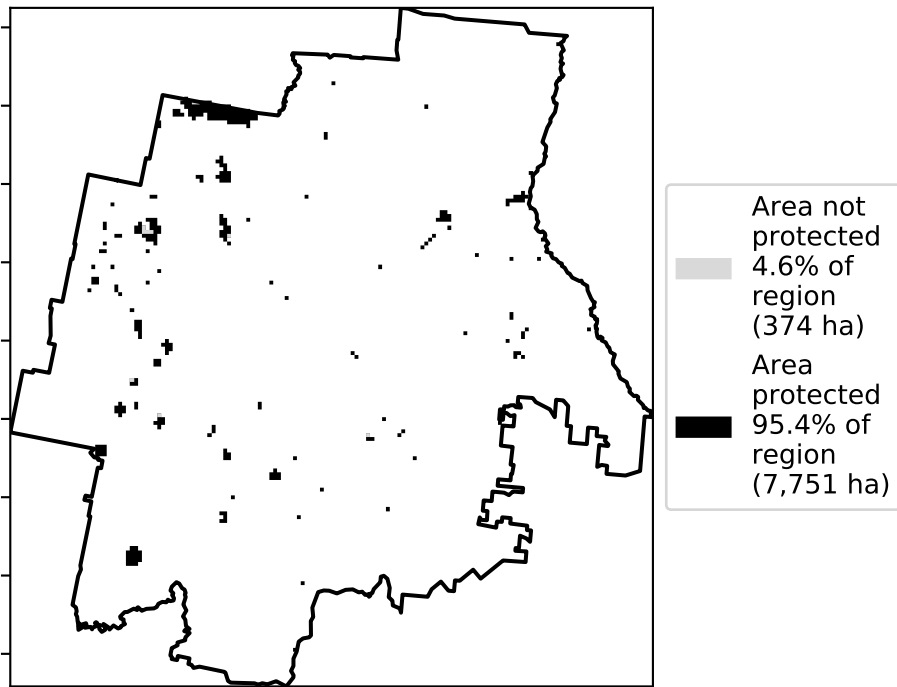 Area not
protected
4.6% of
region
(374 ha)
Area
protected
95.4% of
region
(7,751 ha)